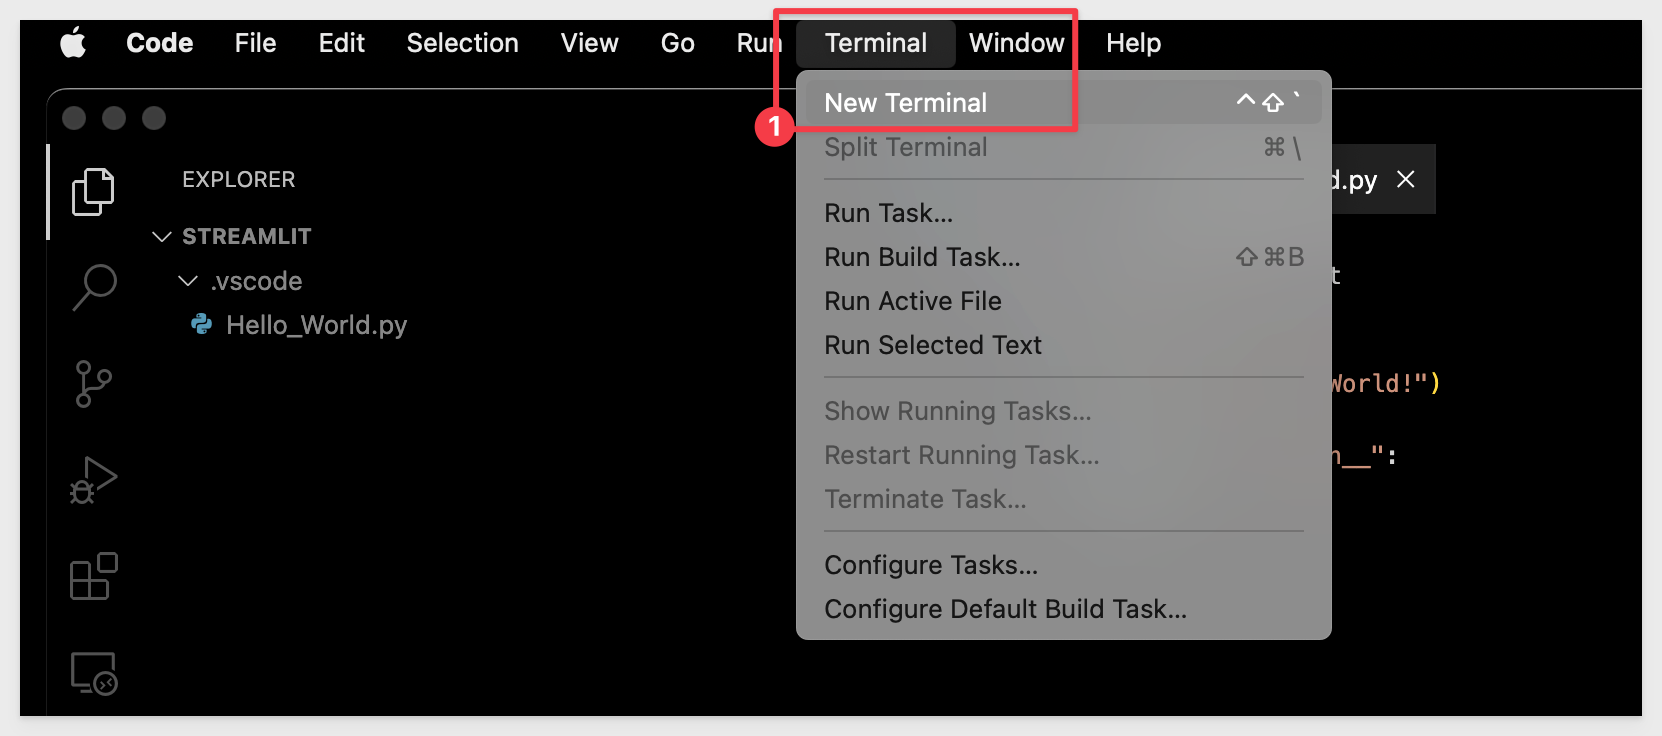 Code File Edit Selection View Go Run Terminal Window Help
1
New Terminal ^⇧`
Split Terminal ⌘\
Run Task...
Run Build Task... ⇧⌘B
Run Active File
Run Selected Text
Show Running Tasks...
Restart Running Task...
Terminate Task...
Configure Tasks...
Configure Default Build Task...
EXPLORER
STREAMLIT
.vscode
Hello_World.py
d.py ×
t
World!")
n__":